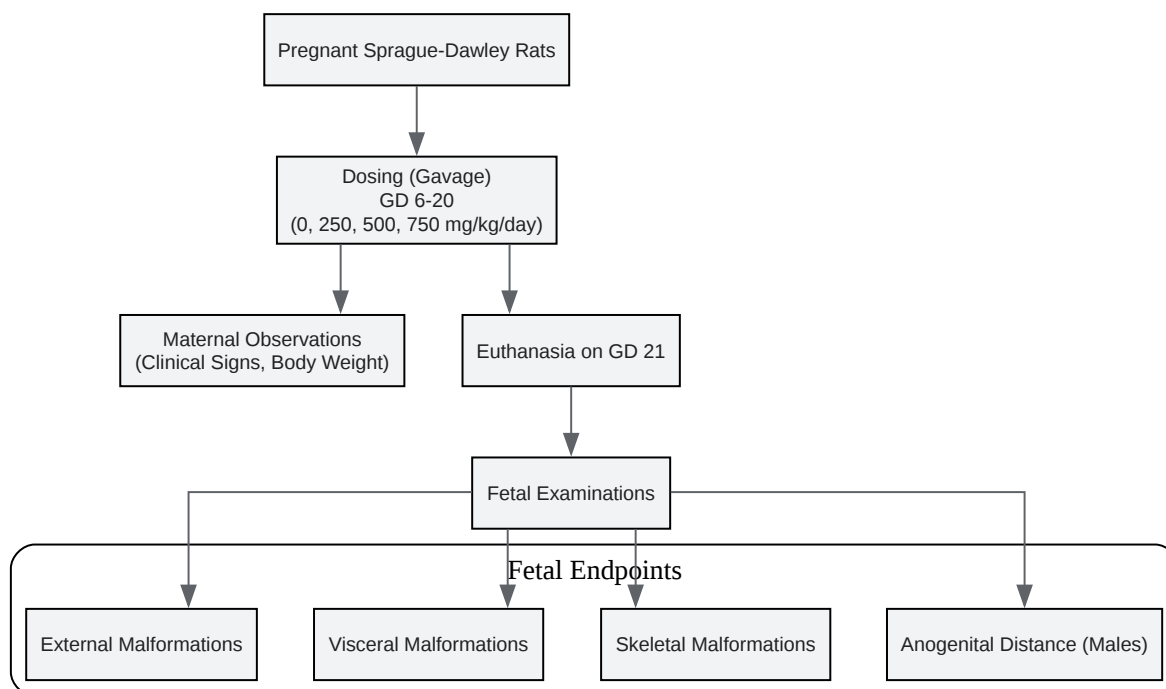 Pregnant Sprague-Dawley Rats
Dosing (Gavage)
GD 6-20
(0, 250, 500, 750 mg/kg/day)
Maternal Observations
(Clinical Signs, Body Weight)
Euthanasia on GD 21
Fetal Examinations
Fetal Endpoints
External Malformations
Visceral Malformations
Skeletal Malformations
Anogenital Distance (Males)